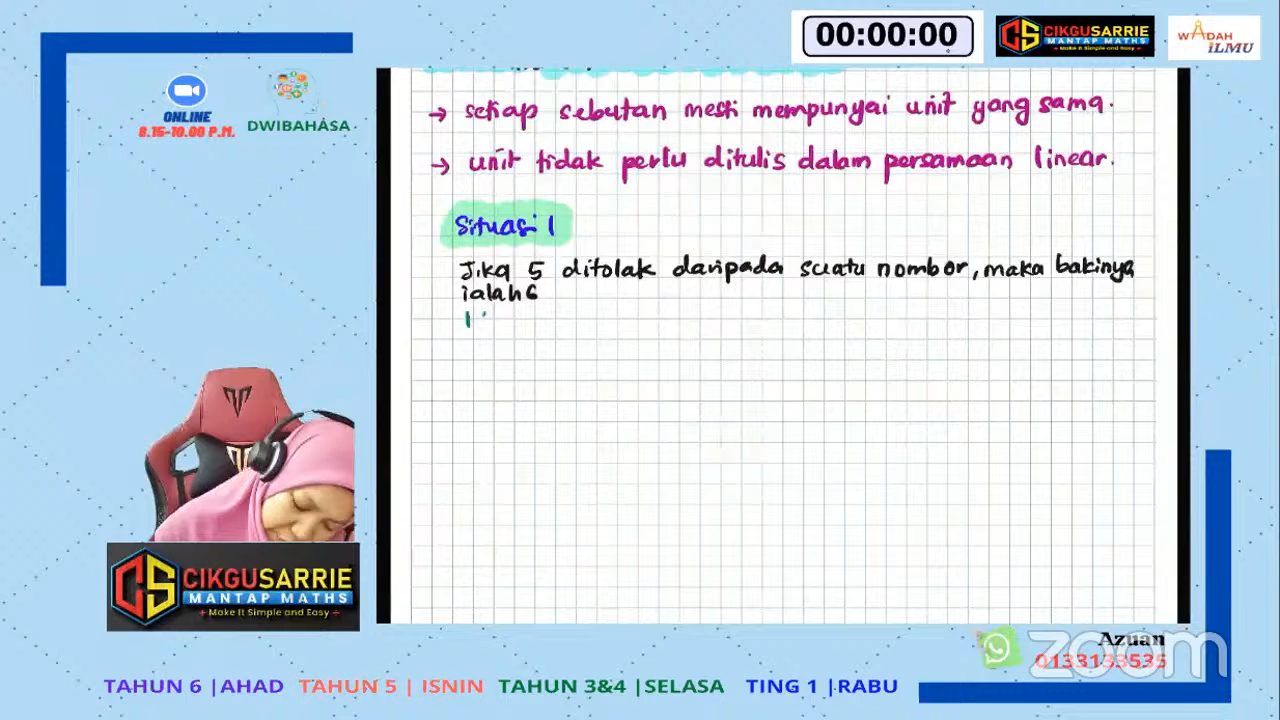 00:00:00
CS CIKGUSARRIE
MANTAP MATHS
Make It Simple and Easy
WADAH
iLMU
ONLINE
8.15-10.00 P.M.
DWIBAHASA
→ setiap sebutan mesti mempunyai unit yang sama.
→ unit tidak perlu ditulis dalam persamaan linear.
Situasi 1
Jika 5 ditolak daripada suatu nombor, maka bakinya
ialah 6
CS CIKGUSARRIE
MANTAP MATHS
+ Make It Simple and Easy +
Azuan
0133133535
zoom
TAHUN 6 |AHAD TAHUN 5 | ISNIN TAHUN 3&4 |SELASA TING 1 |RABU